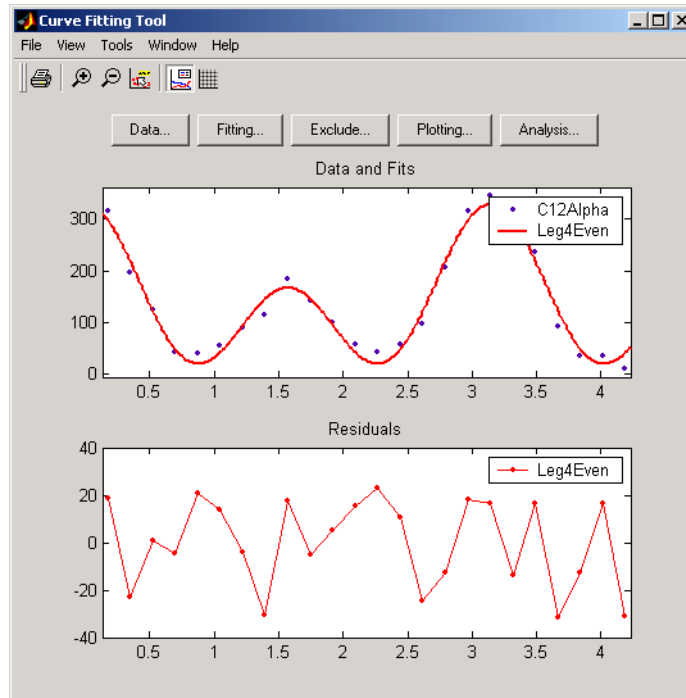 Curve Fitting Tool
File View Tools Window Help
Data... Fitting... Exclude... Plotting... Analysis...
Data and Fits
300
200
100
0
C12Alpha
Leg4Even
0.5 1 1.5 2 2.5 3 3.5 4
Residuals
40
20
0
-20
-40
Leg4Even
0.5 1 1.5 2 2.5 3 3.5 4